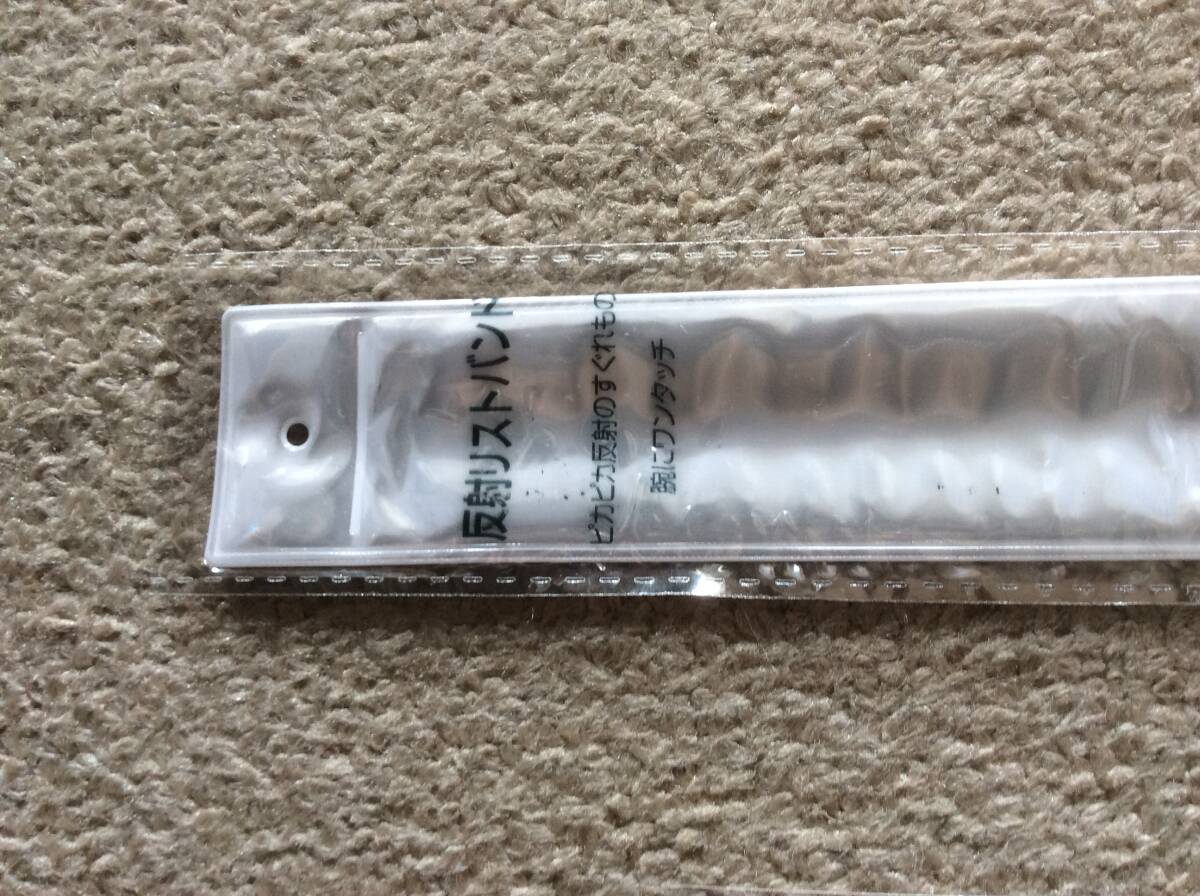 反射リストバンド
ピカピカ反射のすぐれもの
腕にワンタッチ